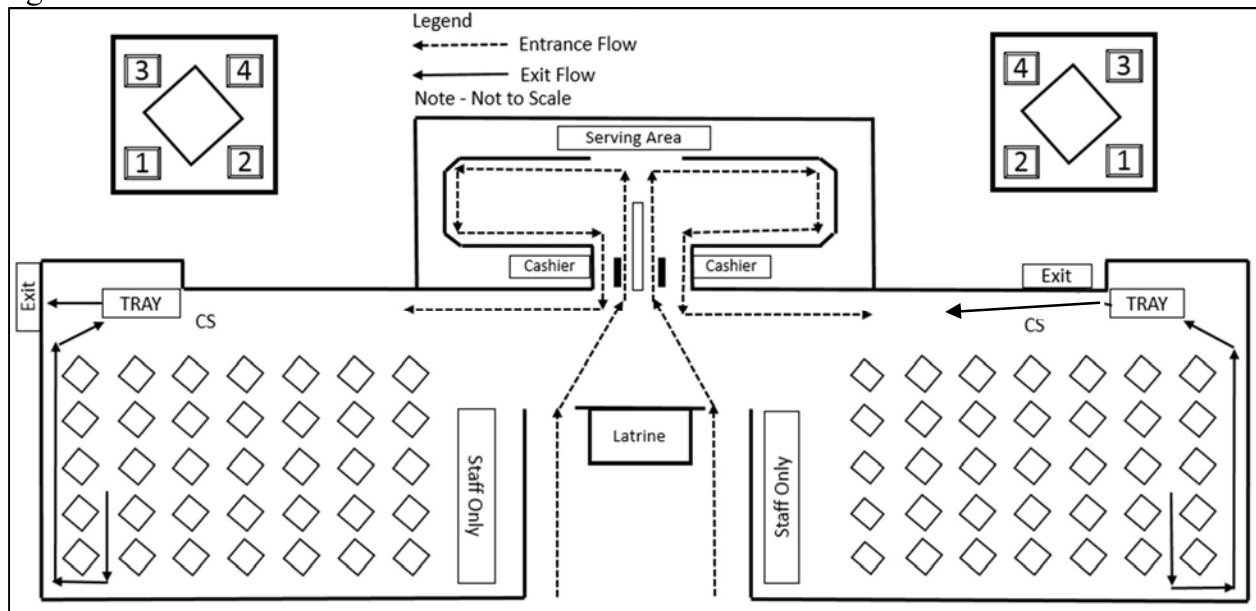 Legend
Entrance Flow
Exit Flow
Note - Not to Scale
3 4
1 2
4 3
2 1
Serving Area
Cashier
Cashier
Exit
TRAY
CS
Exit
TRAY
CS
Latrine
Staff Only
Staff Only